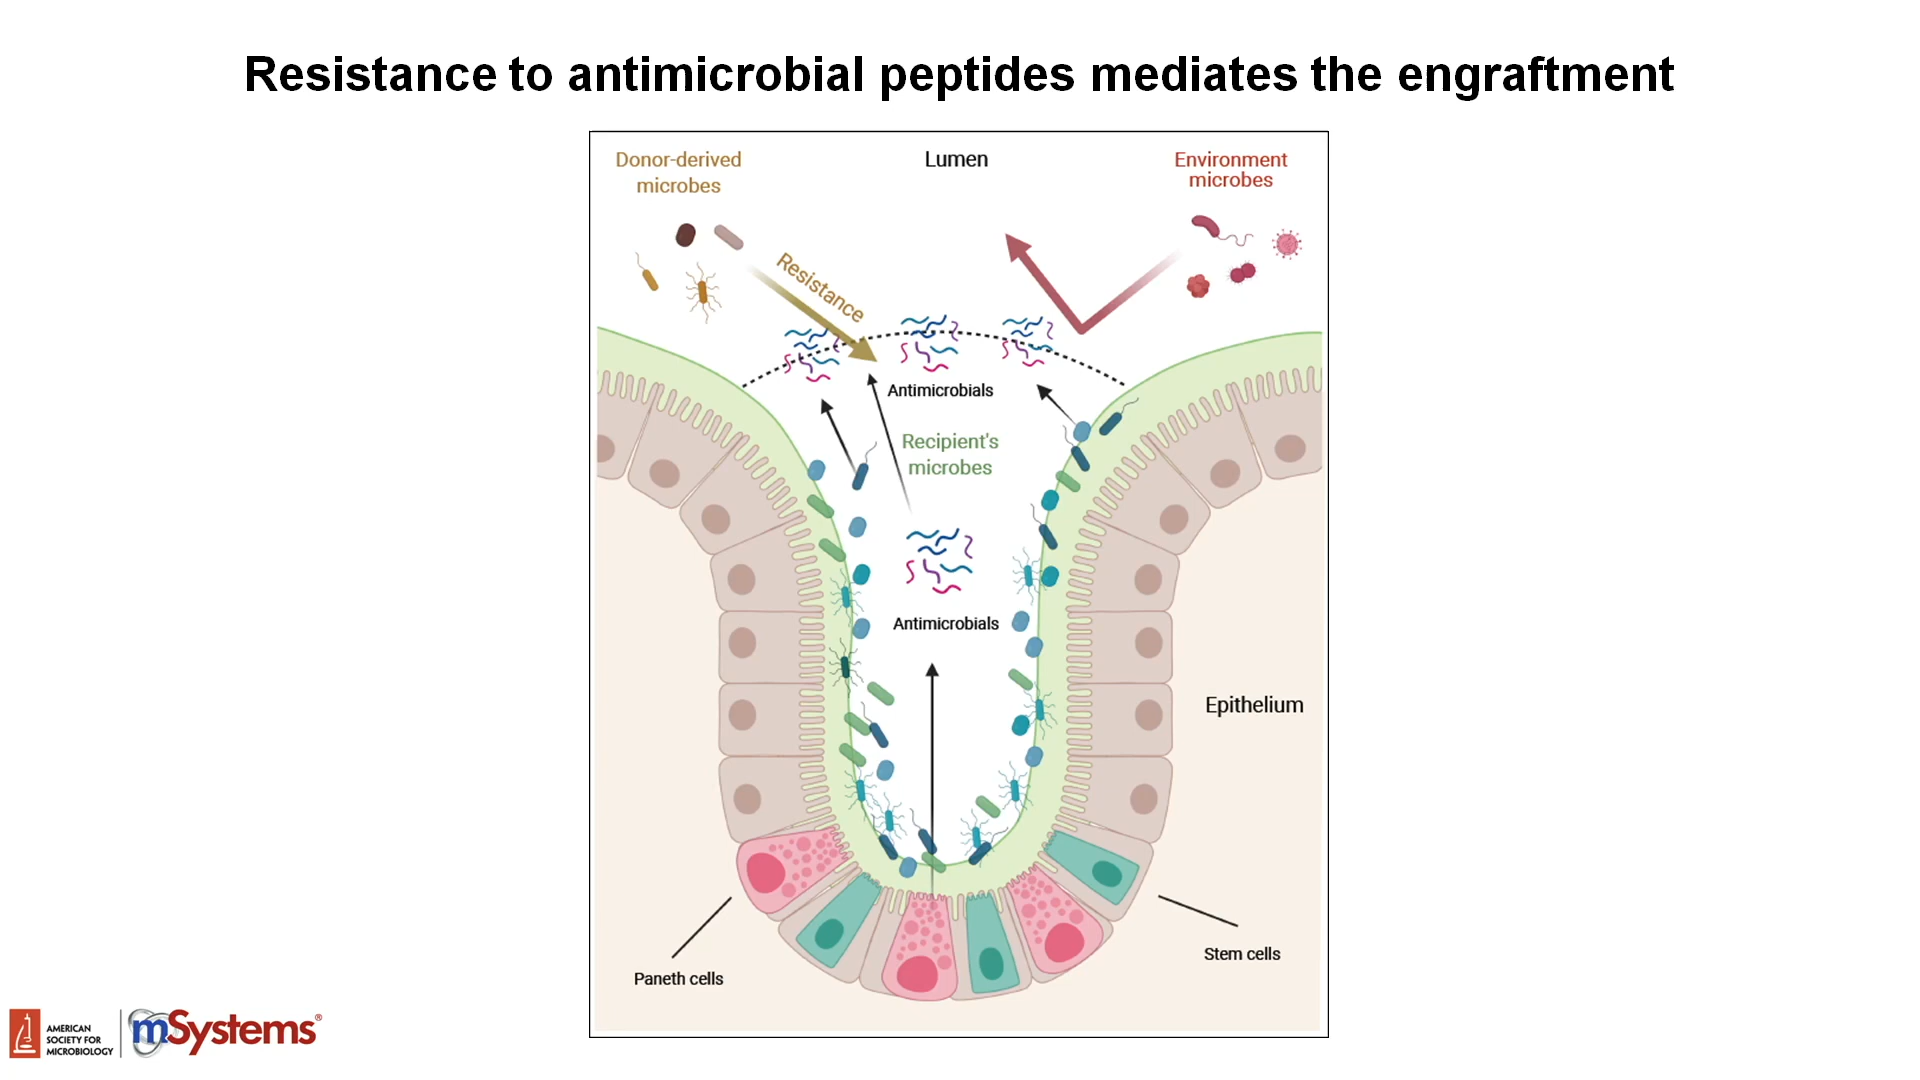 Resistance to antimicrobial peptides mediates the engraftment
Donor-derived
microbes
Lumen
Environment
microbes
Resistance
Antimicrobials
Recipient's
microbes
Antimicrobials
Epithelium
Paneth cells
Stem cells
AMERICAN
SOCIETY FOR
MICROBIOLOGY
mSystems®